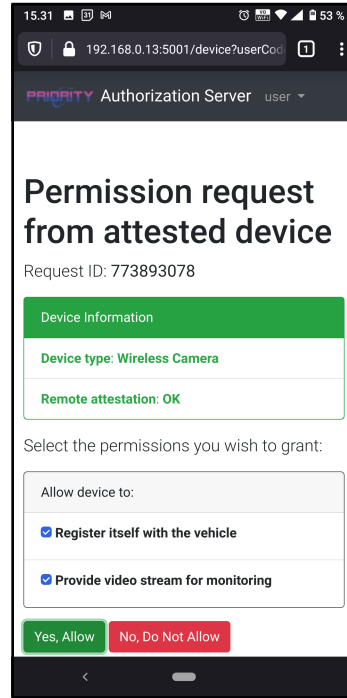 15.31 31 VO WiFi 53 %
192.168.0.13:5001/device?userCod 1
PRIORITY Authorization Server user
Permission request
from attested device
Request ID: 773893078
Device Information
Device type: Wireless Camera
Remote attestation: OK
Select the permissions you wish to grant:
Allow device to:
Register itself with the vehicle
Provide video stream for monitoring
Yes, Allow No, Do Not Allow